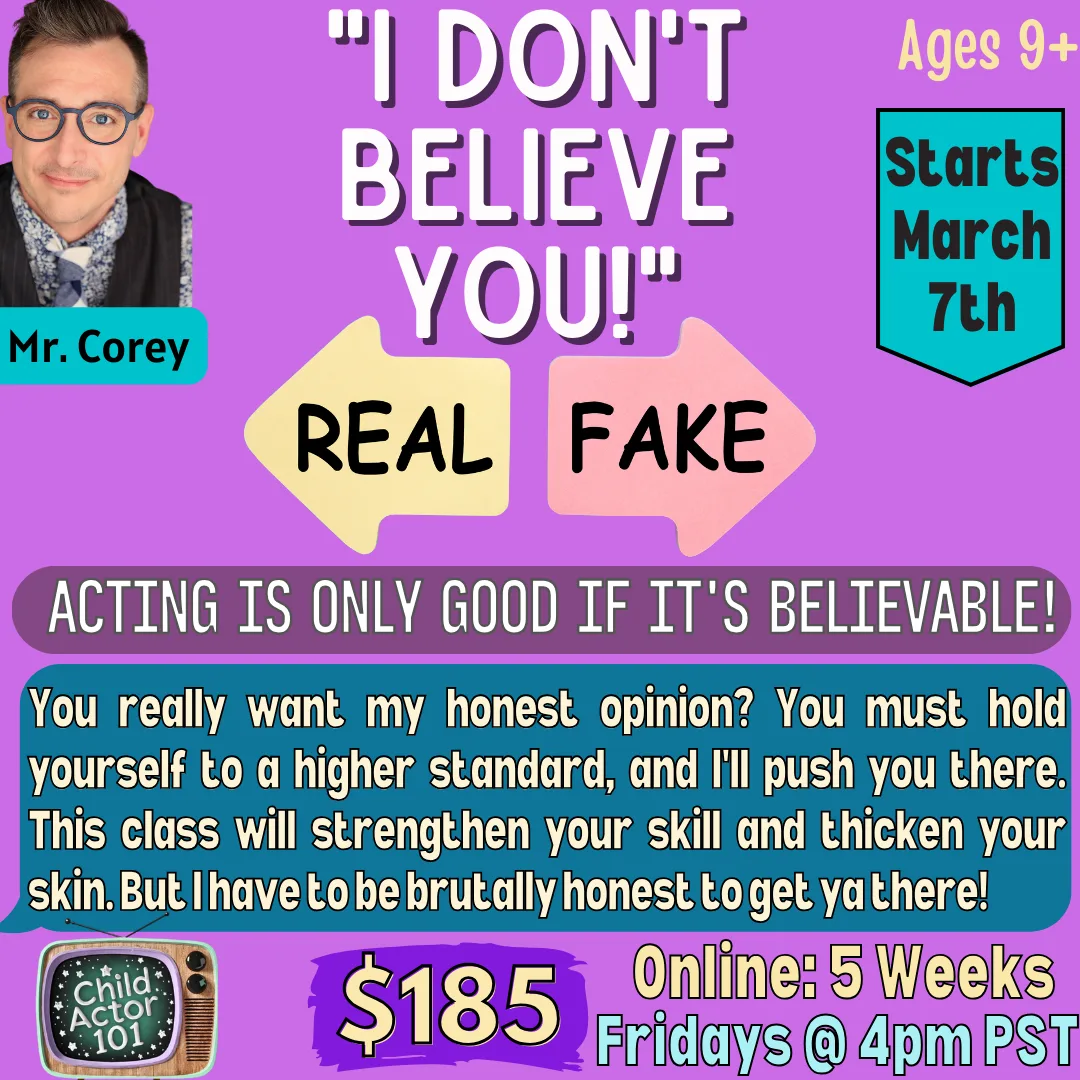 "I DON'T
BELIEVE
YOU!"
Ages 9+
Starts
March
7th
Mr. Corey
REAL
FAKE
ACTING IS ONLY GOOD IF IT'S BELIEVABLE!
You really want my honest opinion? You must hold
yourself to a higher standard, and I'll push you there.
This class will strengthen your skill and thicken your
skin. But I have to be brutally honest to get ya there!
Child
Actor
101
$185
Online: 5 Weeks
Fridays @ 4pm PST